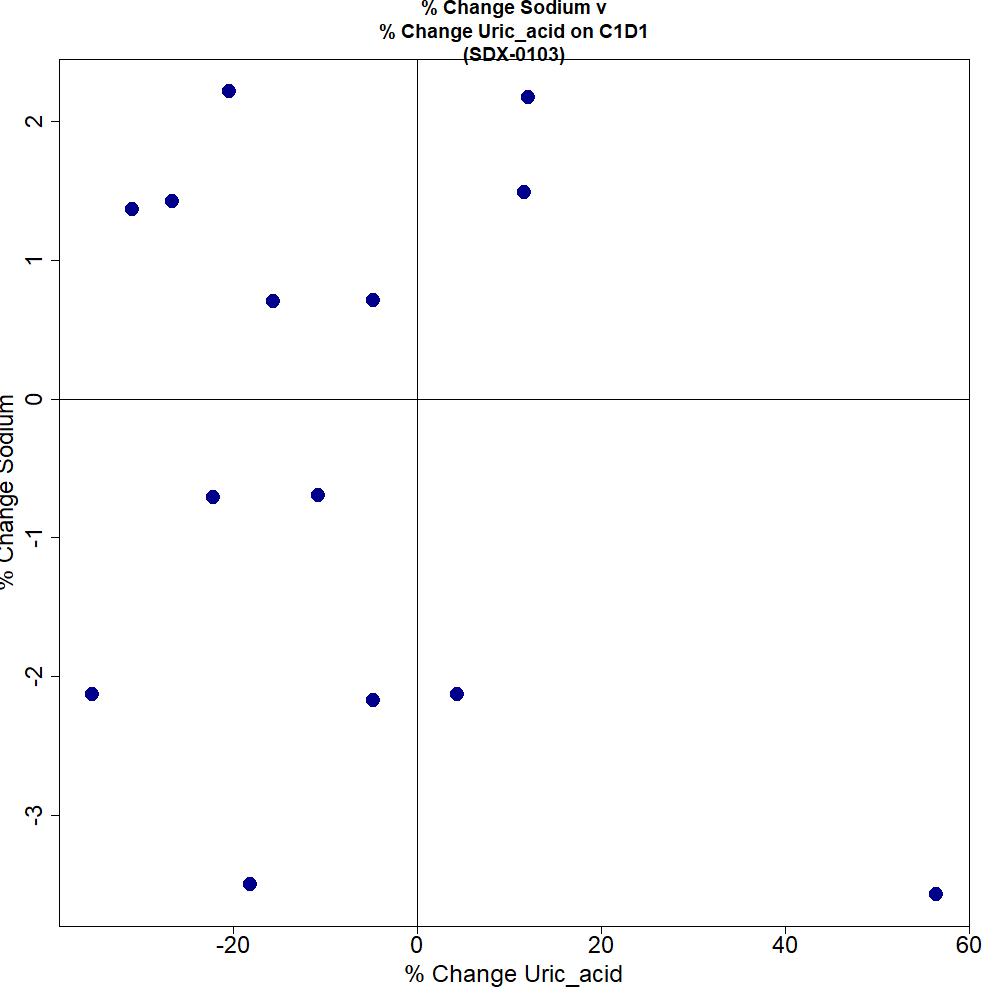 % Change Sodium v
% Change Uric_acid on C1D1
(SDX-0103)
2
1
0
-1
-2
-3
% Change Sodium
-20
0
20
40
60
% Change Uric_acid